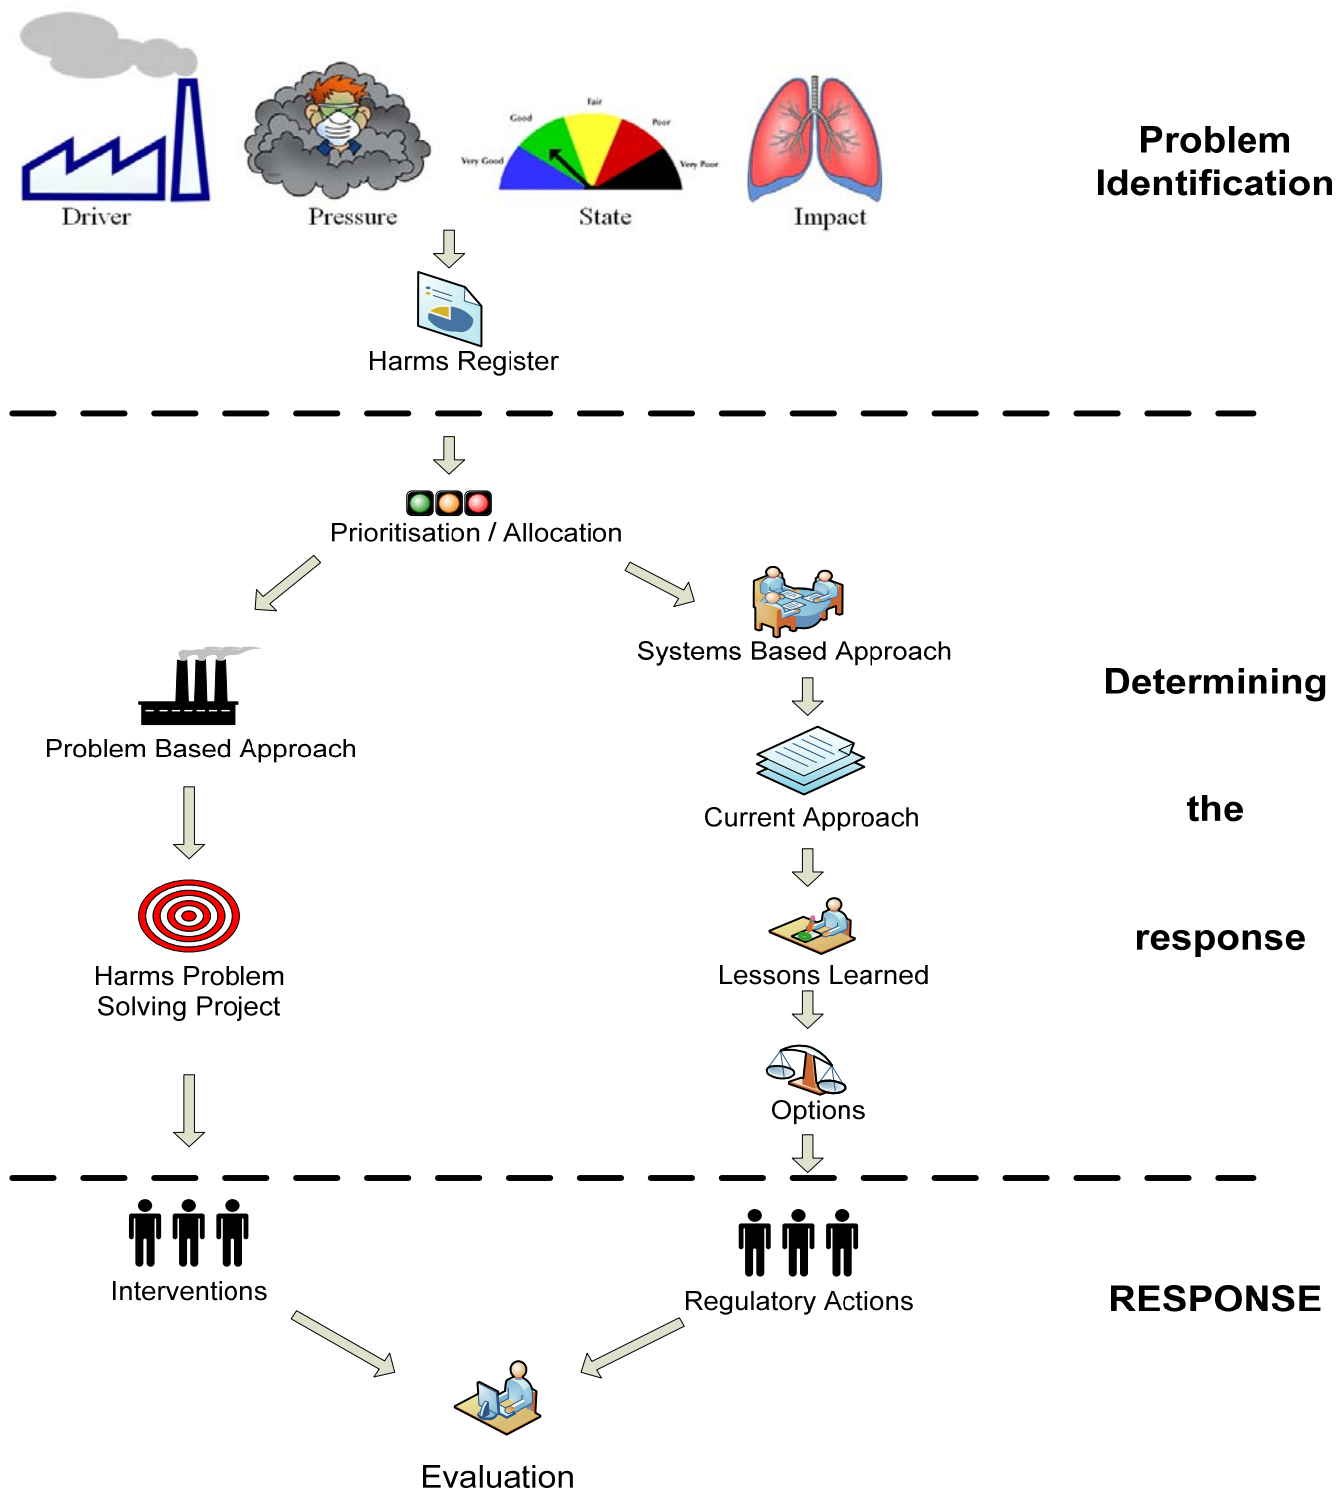 Fair
Good
Poor
Very Good
Very Poor
Driver
Pressure
State
Impact
Problem
Identification
Harms Register
Prioritisation / Allocation
Systems Based Approach
Problem Based Approach
Current Approach
Determining
the
response
Harms Problem
Solving Project
Lessons Learned
Options
Interventions
Regulatory Actions
RESPONSE
Evaluation